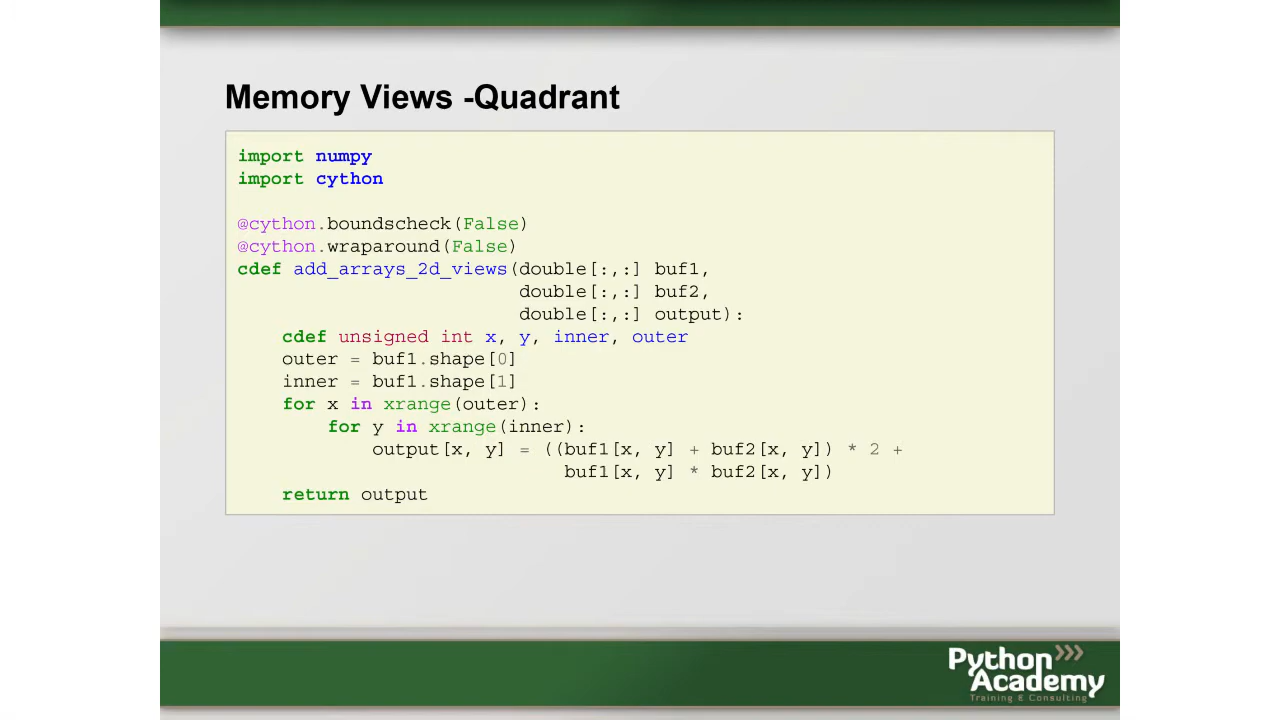 Memory Views -Quadrant
import numpy
import cython
@cython.boundscheck(False)
@cython.wraparound(False)
cdef add_arrays_2d_views(double[:,:] buf1,
                         double[:,:] buf2,
                         double[:,:] output):
    cdef unsigned int x, y, inner, outer
    outer = buf1.shape[0]
    inner = buf1.shape[1]
    for x in xrange(outer):
        for y in xrange(inner):
            output[x, y] = ((buf1[x, y] + buf2[x, y]) * 2 +
                             buf1[x, y] * buf2[x, y])
    return output
Python
Academy
Training & Consulting